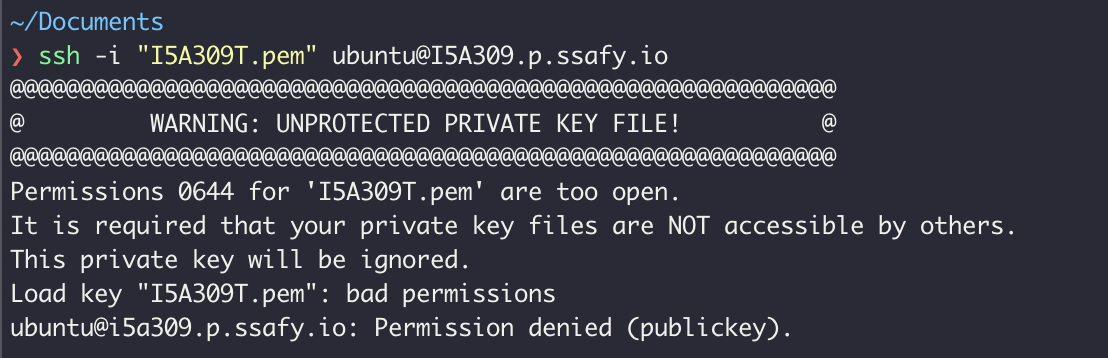 ~/Documents
❯ ssh -i "I5A309T.pem" ubuntu@I5A309.p.ssafy.io
@@@@@@@@@@@@@@@@@@@@@@@@@@@@@@@@@@@@@@@@@@@@@@@@@@@@@@@@@@@
@         WARNING: UNPROTECTED PRIVATE KEY FILE!          @
@@@@@@@@@@@@@@@@@@@@@@@@@@@@@@@@@@@@@@@@@@@@@@@@@@@@@@@@@@@
Permissions 0644 for 'I5A309T.pem' are too open.
It is required that your private key files are NOT accessible by others.
This private key will be ignored.
Load key "I5A309T.pem": bad permissions
ubuntu@i5a309.p.ssafy.io: Permission denied (publickey).